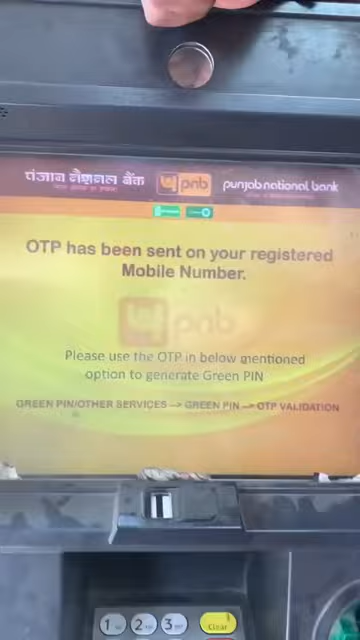 पंजाब नैशनल बैंक pnb punjab national bank
OTP has been sent on your registered
Mobile Number.
pnb
Please use the OTP in below mentioned
option to generate Green PIN
GREEN PIN/OTHER SERVICES --> GREEN PIN --> OTP VALIDATION
1 2 3 Clear